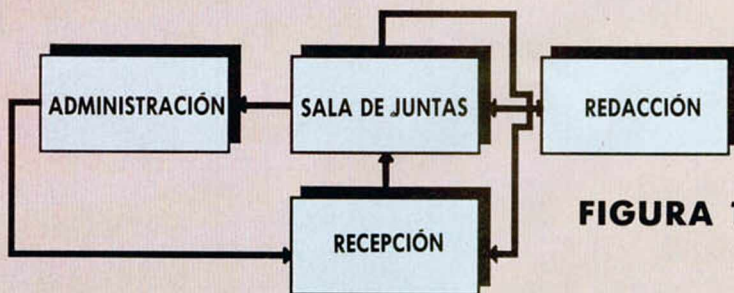 ADMINISTRACIÓN
SALA DE JUNTAS
REDACCIÓN
RECEPCIÓN
FIGURA